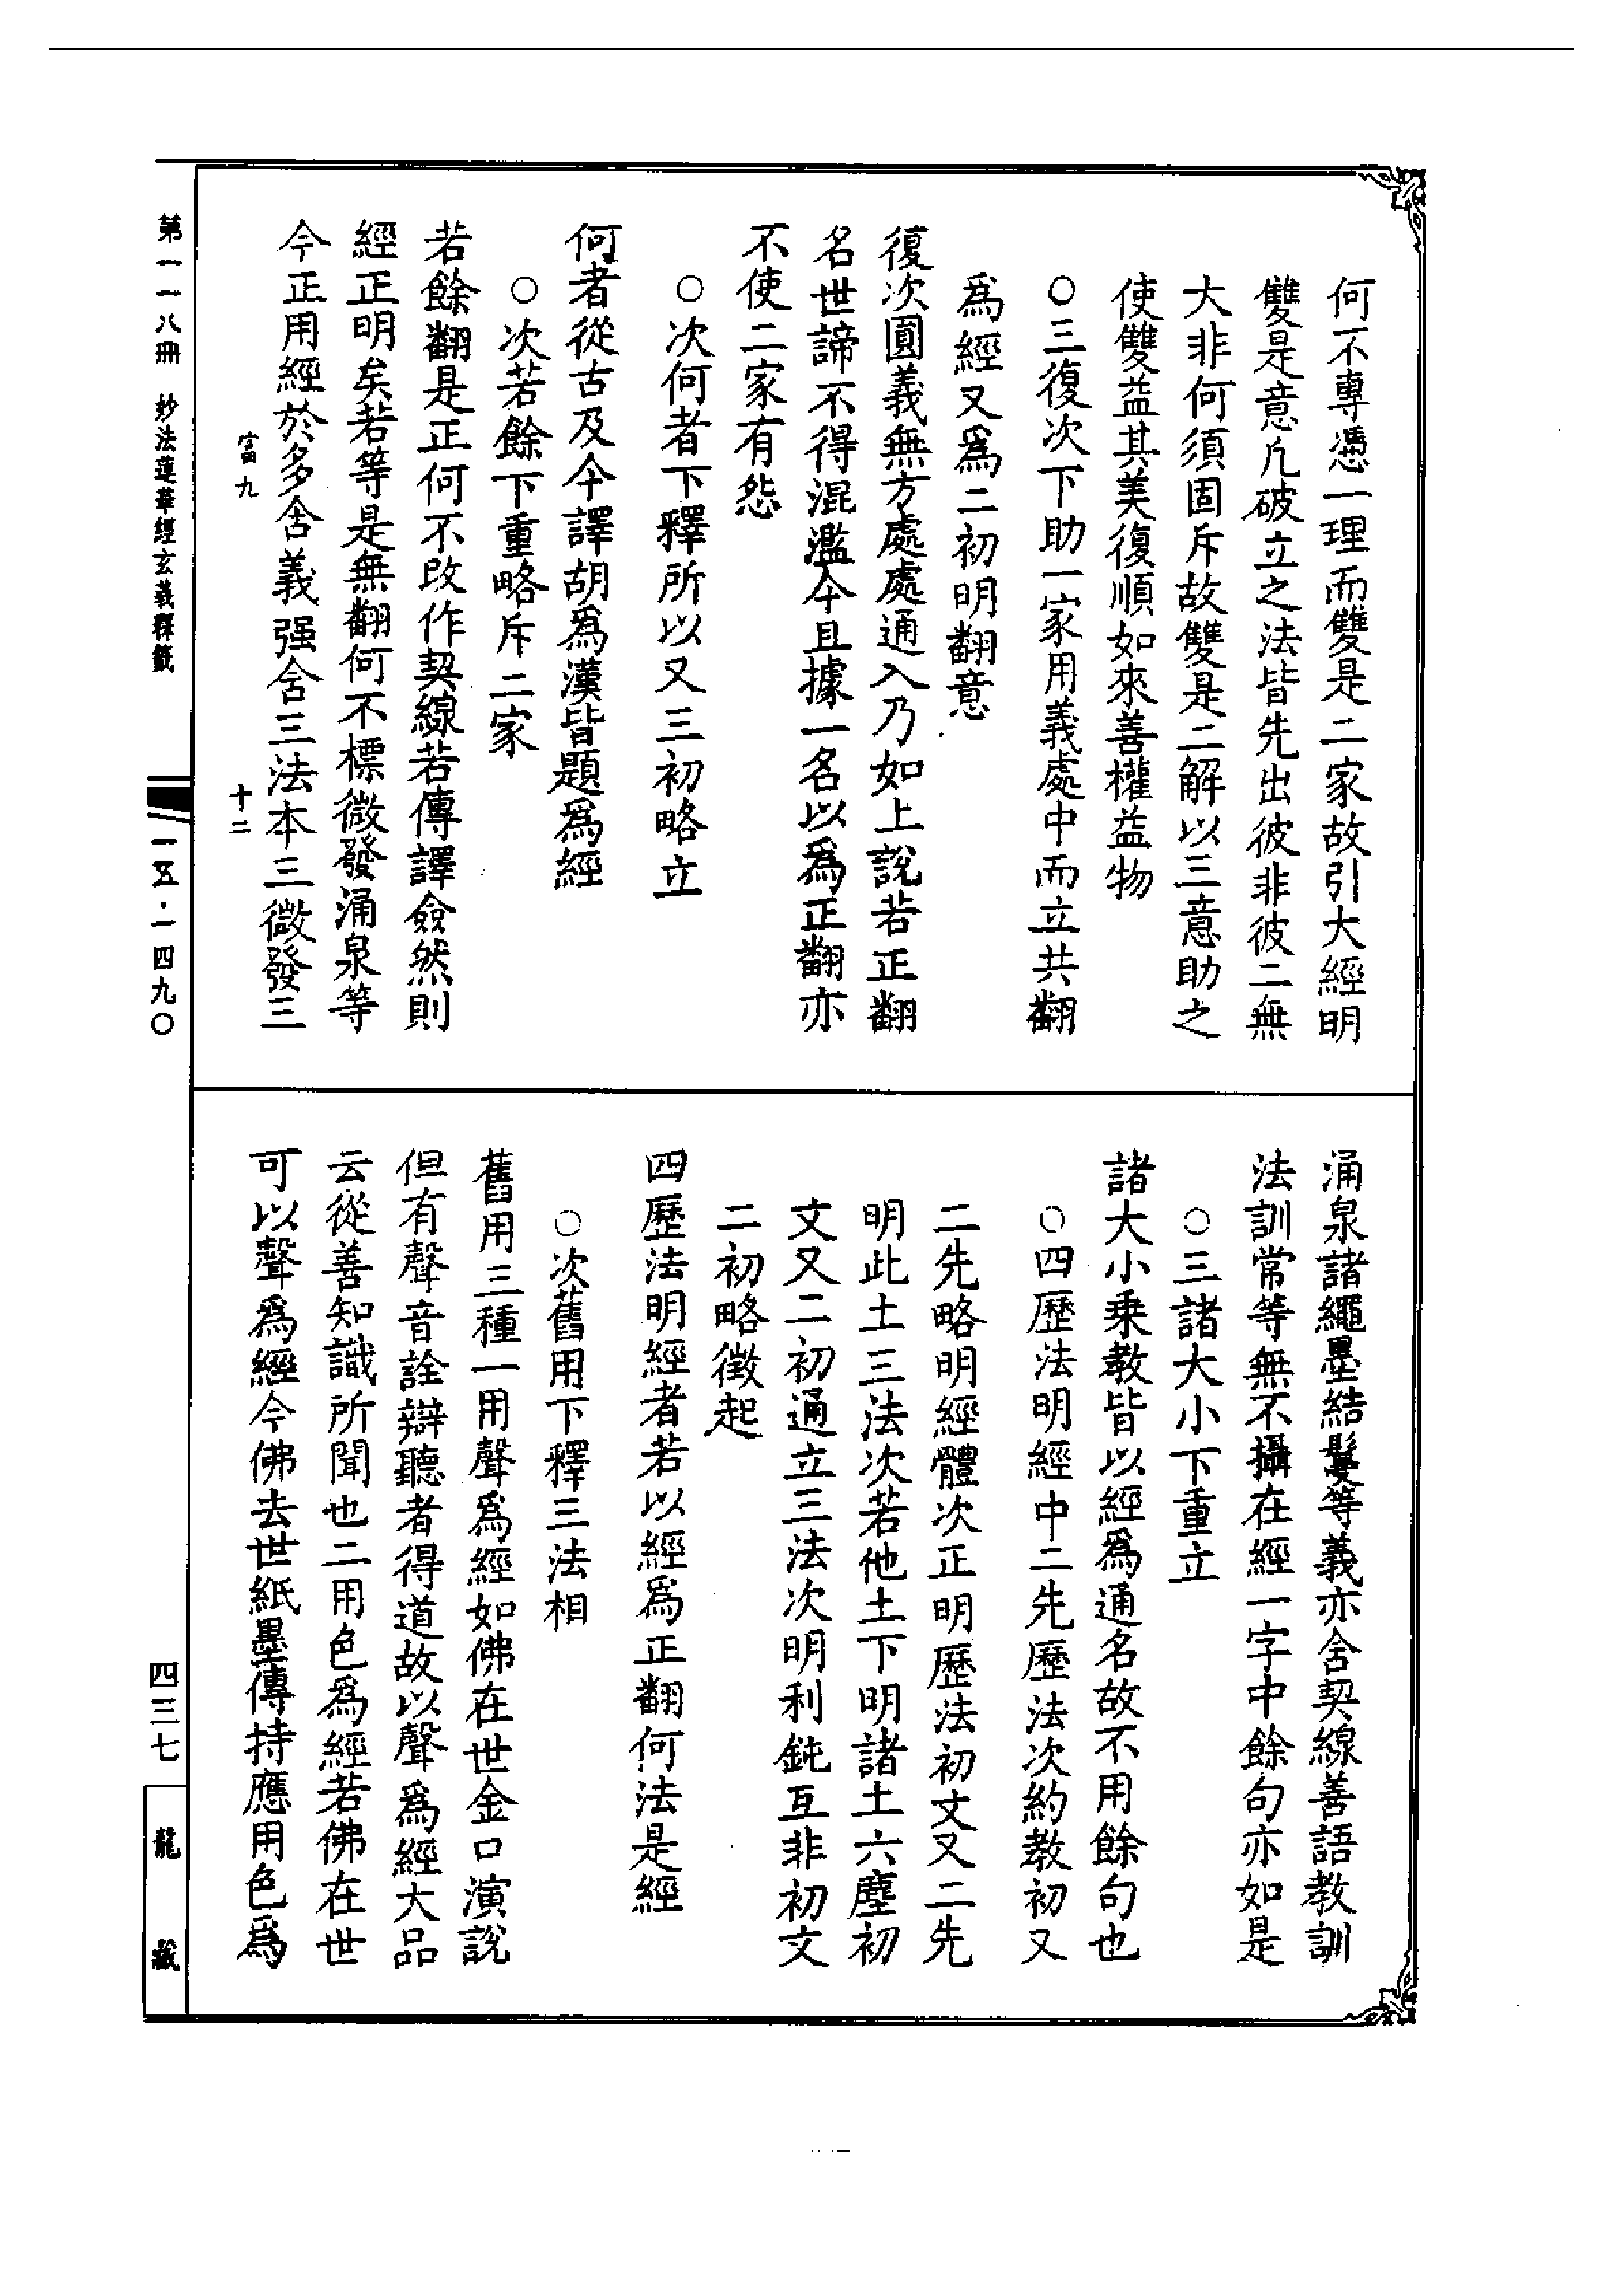 何不專憑一理而雙是二家故引大經明
雙是意凡破立之法皆先出彼非彼二無
大非何須固斥故雙是二解以三意助之
使雙益其美復順如來善權益物
○三復次下助一家用義處中而立共翻
爲經又爲二初明翻意
復次圓義無方處處通入乃如上說若正翻
名世諦不得混濫今且據一名以爲正翻亦
不使二家有怨
○次何者下釋所以又三初略立
何者從古及今譯胡爲漢皆題爲經
○次若餘下重略斥二家
若餘翻是正何不改作契線若傳譯僉然則
經正明矣若等是無翻何不標微發涌泉等
今正用經於多含義强含三法本三微發三
富九
十二
涌泉諸繩墨結鬘等義亦含契線善語教訓
法訓常等無不攝在經一字中餘句亦如是
○三諸大小下重立
諸大小乗教皆以經爲通名故不用餘句也
○四歷法明經中二先歷法次約教初又
二先略明經體次正明歷法初文又二先
明此土三法次若他土下明諸土六塵初
文又二初通立三法次明利鈍互非初文
二初略徵起
四歷法明經者若以經爲正翻何法是經
○次舊用下釋三法相
舊用三種一用聲爲經如佛在世金口演說
但有聲音詮辯聽者得道故以聲爲經大品
云從善知識所聞也二用色爲經若佛在世
可以聲爲經今佛去世紙墨傳持應用色爲
第一一八冊　妙法蓮華經玄義釋籤
一五·一四九〇
四三七
龍藏